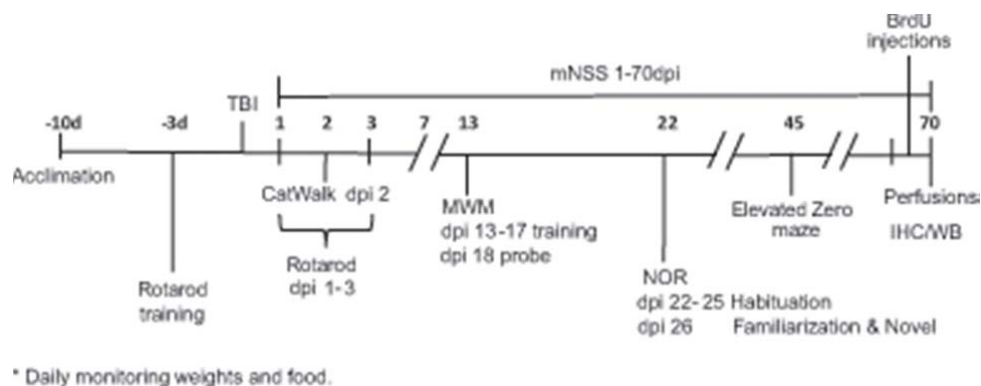 BrdU
injections
mNSS 1-70dpi
TBI
-10d -3d 1 2 3 7 13 22 45 70
Acclimation
CatWalk dpi 2
Rotarod
dpi 1-3
Rotarod
training
MWM
dpi 13-17 training
dpi 18 probe
NOR
dpi 22-25 Habituation
dpi 26 Familiarization & Novel
Elevated Zero
maze
Perfusions
IHC/WB
* Daily monitoring weights and food.